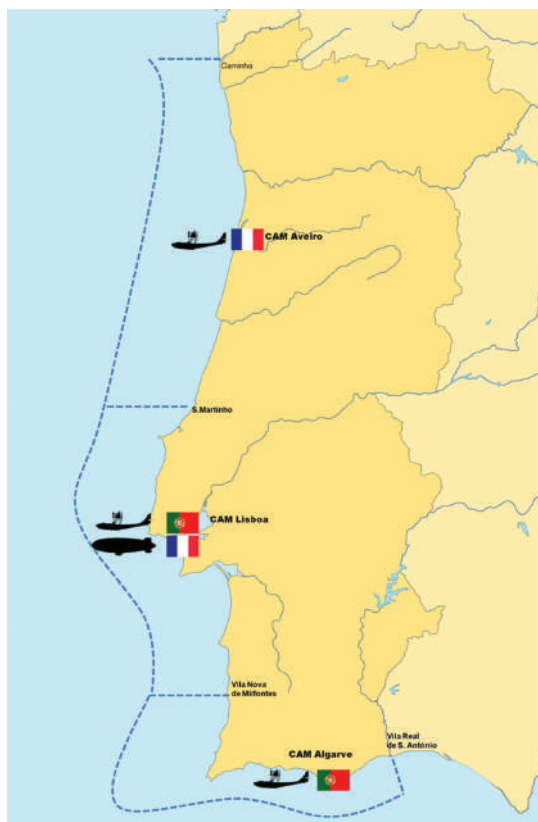 Caminha
CAM Aveiro
S.Martinho
CAM Lisboa
Vila Nova
de Milfontes
Vila Real
de S. António
CAM Algarve